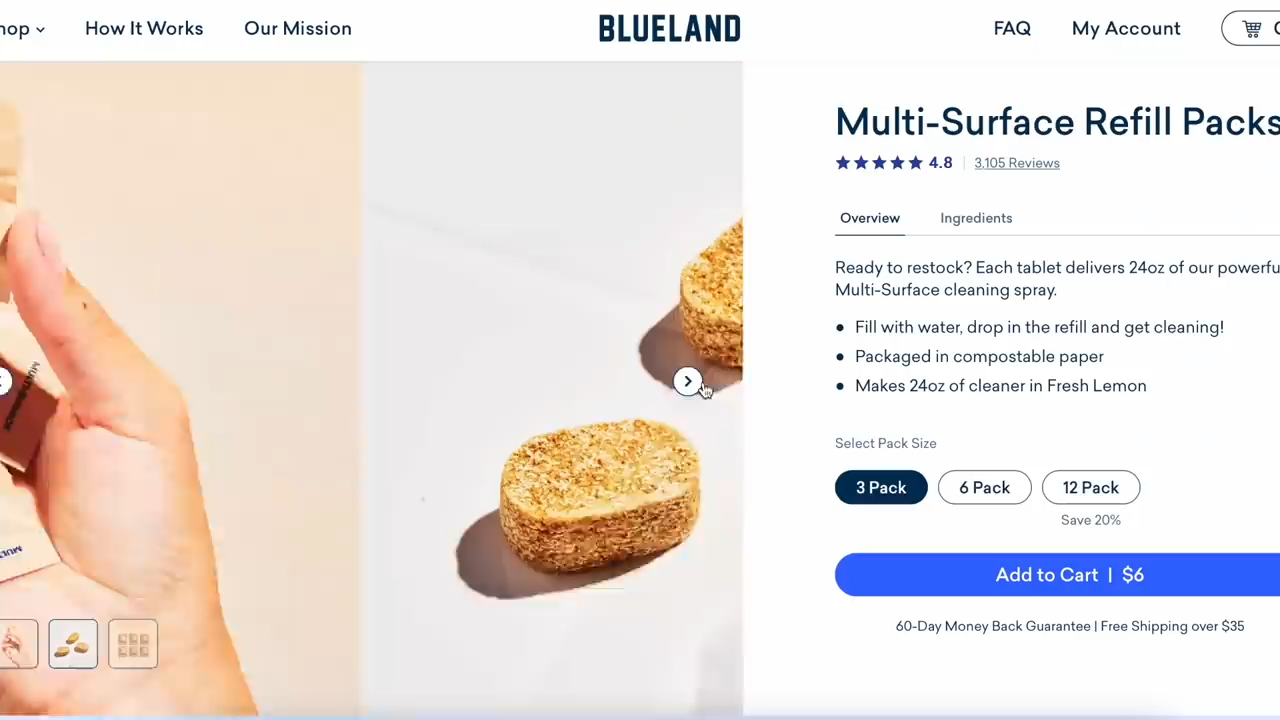 hop
How It Works
Our Mission
BLUELAND
FAQ
My Account
Multi-Surface Refill Packs
4.8
3,105 Reviews
Overview
Ingredients
Ready to restock? Each tablet delivers 24oz of our powerfu
Multi-Surface cleaning spray.
Fill with water, drop in the refill and get cleaning!
Packaged in compostable paper
Makes 24oz of cleaner in Fresh Lemon
Select Pack Size
3 Pack
6 Pack
12 Pack
Save 20%
Add to Cart | $6
60-Day Money Back Guarantee | Free Shipping over $35